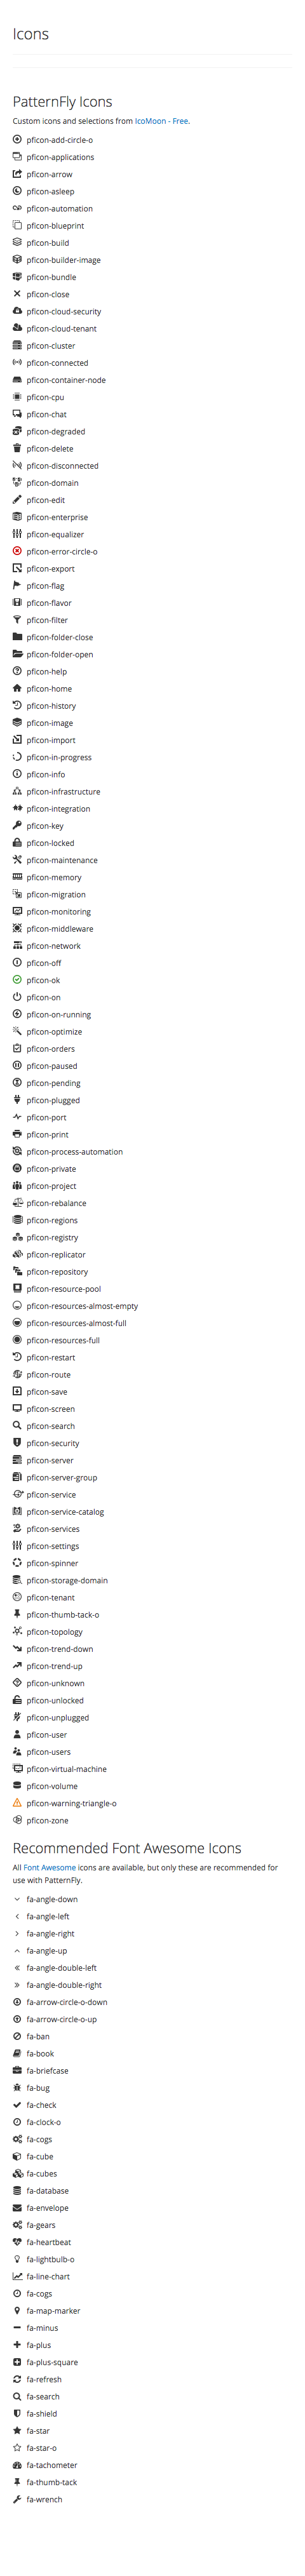 Icons
PatternFly Icons
Custom icons and selections from IcoMoon - Free.
pficon-add-circle-o
pficon-applications
pficon-arrow
pficon-asleep
pficon-automation
pficon-blueprint
pficon-build
pficon-builder-image
pficon-bundle
pficon-close
pficon-cloud-security
pficon-cloud-tenant
pficon-cluster
pficon-connected
pficon-container-node
pficon-cpu
pficon-chat
pficon-degraded
pficon-delete
pficon-disconnected
pficon-domain
pficon-edit
pficon-enterprise
pficon-equalizer
pficon-error-circle-o
pficon-export
pficon-flag
pficon-flavor
pficon-filter
pficon-folder-close
pficon-folder-open
pficon-help
pficon-home
pficon-history
pficon-image
pficon-import
pficon-in-progress
pficon-info
pficon-infrastructure
pficon-integration
pficon-key
pficon-locked
pficon-maintenance
pficon-memory
pficon-migration
pficon-monitoring
pficon-middleware
pficon-network
pficon-off
pficon-ok
pficon-on
pficon-on-running
pficon-optimize
pficon-orders
pficon-paused
pficon-pending
pficon-plugged
pficon-port
pficon-print
pficon-process-automation
pficon-private
pficon-project
pficon-rebalance
pficon-regions
pficon-registry
pficon-replicator
pficon-repository
pficon-resource-pool
pficon-resources-almost-empty
pficon-resources-almost-full
pficon-resources-full
pficon-restart
pficon-route
pficon-save
pficon-screen
pficon-search
pficon-security
pficon-server
pficon-server-group
pficon-service
pficon-service-catalog
pficon-services
pficon-settings
pficon-spinner
pficon-storage-domain
pficon-tenant
pficon-thumb-tack-o
pficon-topology
pficon-trend-down
pficon-trend-up
pficon-unknown
pficon-unlocked
pficon-unplugged
pficon-user
pficon-users
pficon-virtual-machine
pficon-volume
pficon-warning-triangle-o
pficon-zone
Recommended Font Awesome Icons
All Font Awesome icons are available, but only these are recommended for
use with PatternFly.
fa-angle-down
fa-angle-left
fa-angle-right
fa-angle-up
fa-angle-double-left
fa-angle-double-right
fa-arrow-circle-o-down
fa-arrow-circle-o-up
fa-ban
fa-book
fa-briefcase
fa-bug
fa-check
fa-clock-o
fa-cogs
fa-cube
fa-cubes
fa-database
fa-envelope
fa-gears
fa-heartbeat
fa-lightbulb-o
fa-line-chart
fa-cogs
fa-map-marker
fa-minus
fa-plus
fa-plus-square
fa-refresh
fa-search
fa-shield
fa-star
fa-star-o
fa-tachometer
fa-thumb-tack
fa-wrench